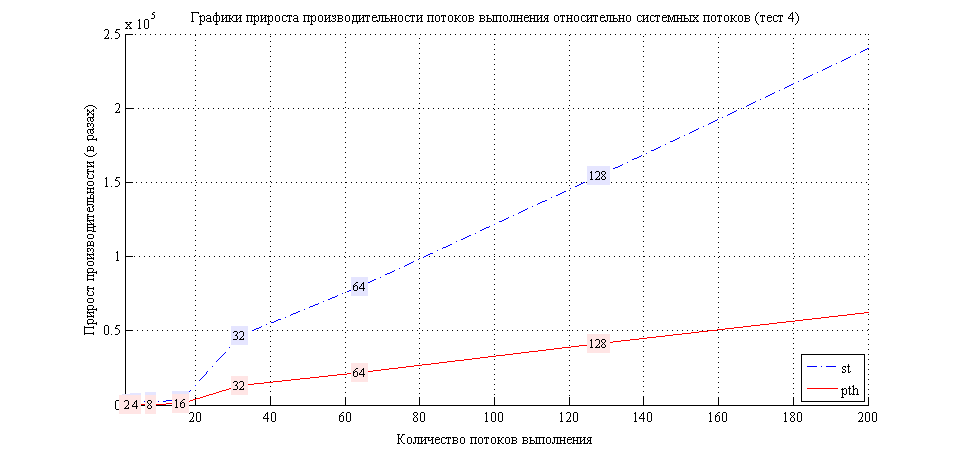 Графики прироста производительности потоков выполнения относительно системных потоков (тест 4)
x 10^5
Прирост производительности (в разах)
2.5
2
1.5
1
0.5
0
128
64
32
128
64
32
2 4 8 16
20 40 60 80 100 120 140 160 180 200
Количество потоков выполнения
st
pth